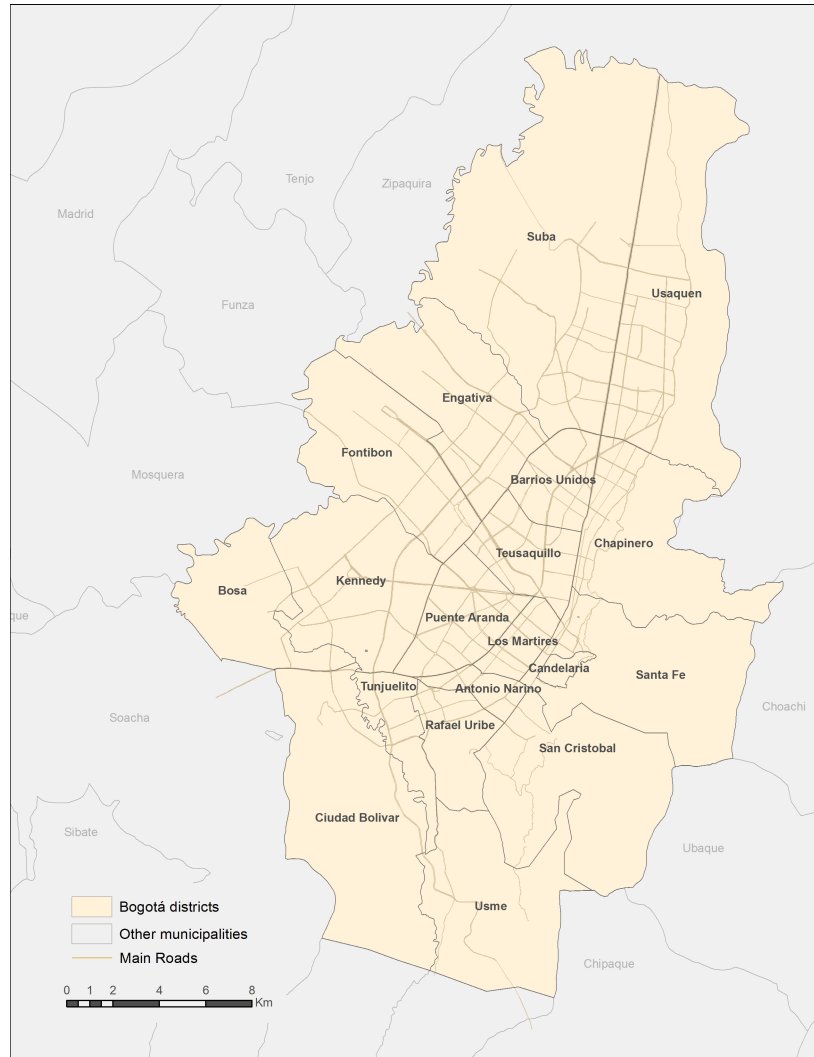 Tenjo
Zipaquira
Madrid
Suba
Usaquen
Funza
Engativa
Fontibon
Mosquera
Barrios Unidos
Chapinero
Teusaquillo
Kennedy
Bosa
que
Puente Aranda
Los Martires
Candelaria
Santa Fe
Tunjuelito
Antonio Narino
Choachi
Soacha
Rafael Uribe
San Cristobal
Ciudad Bolivar
Sibate
Ubaque
Usme
Chipaque
Bogotá districts
Other municipalities
Main Roads
0 1 2 4 6 8
Km